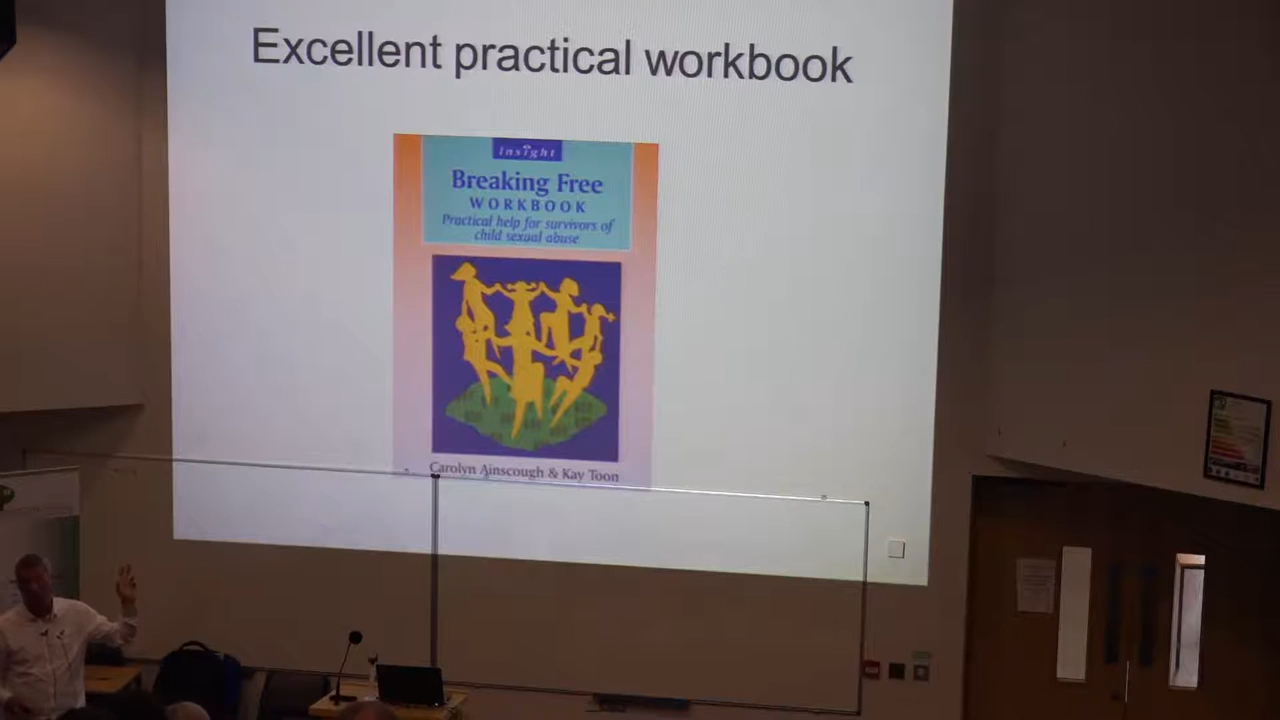 Excellent practical workbook
insight
Breaking Free
WORKBOOK
Practical help for survivors of
child sexual abuse
Carolyn Ainscough & Kay Toon